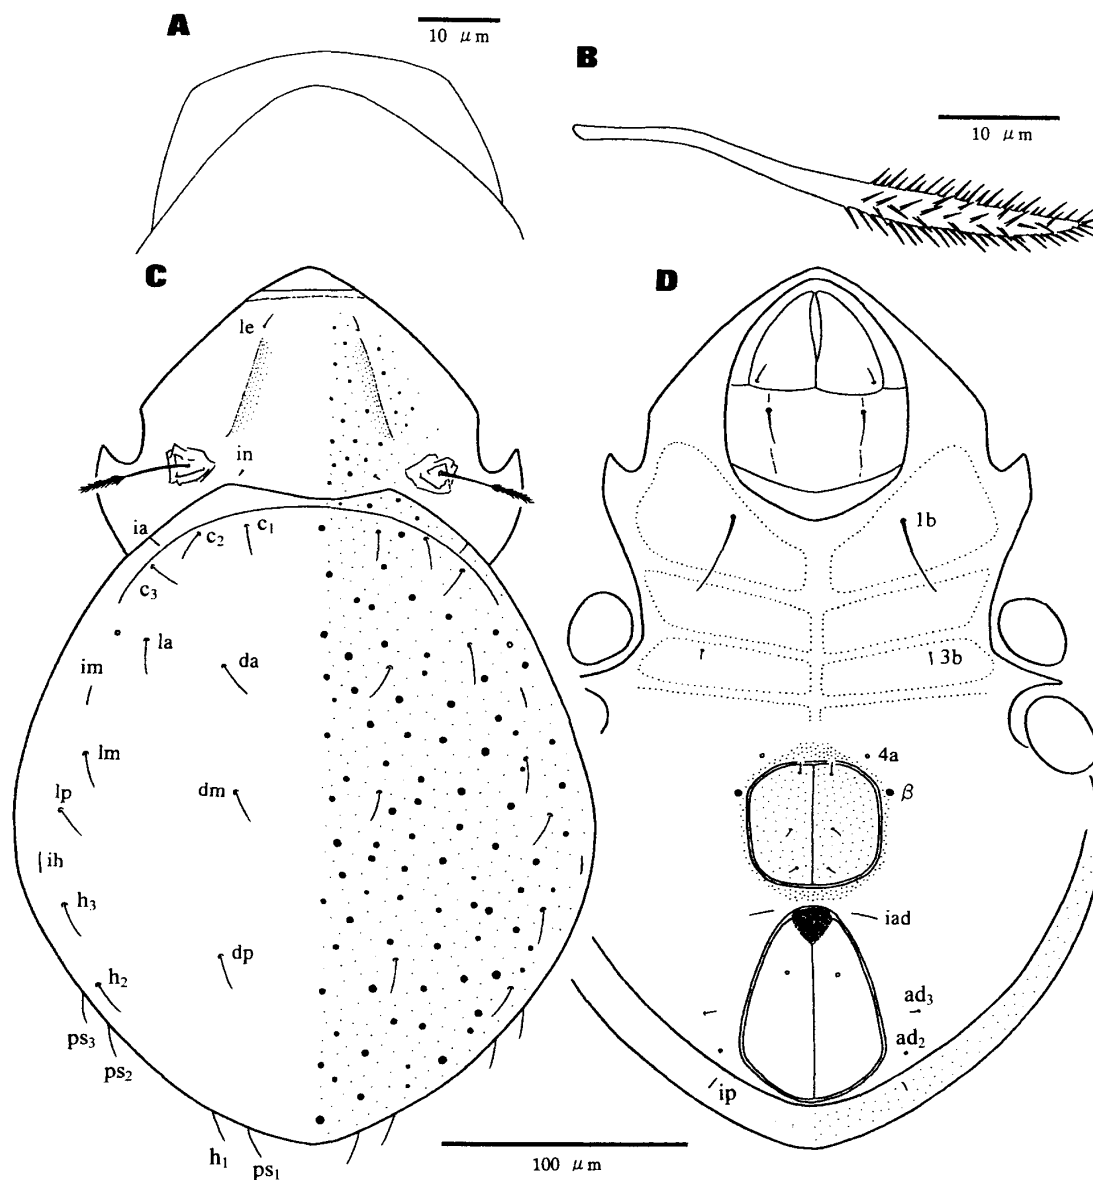 A
10 μm
B
10 μm
C
D
le
in
ia
c₂
c₁
c₃
1b
la
da
im
3b
lm
4a
lp
dm
β
ih
h₃
iad
dp
h₂
ad₃
ps₃
ad₂
ps₂
ip
h₁
ps₁
100 μm